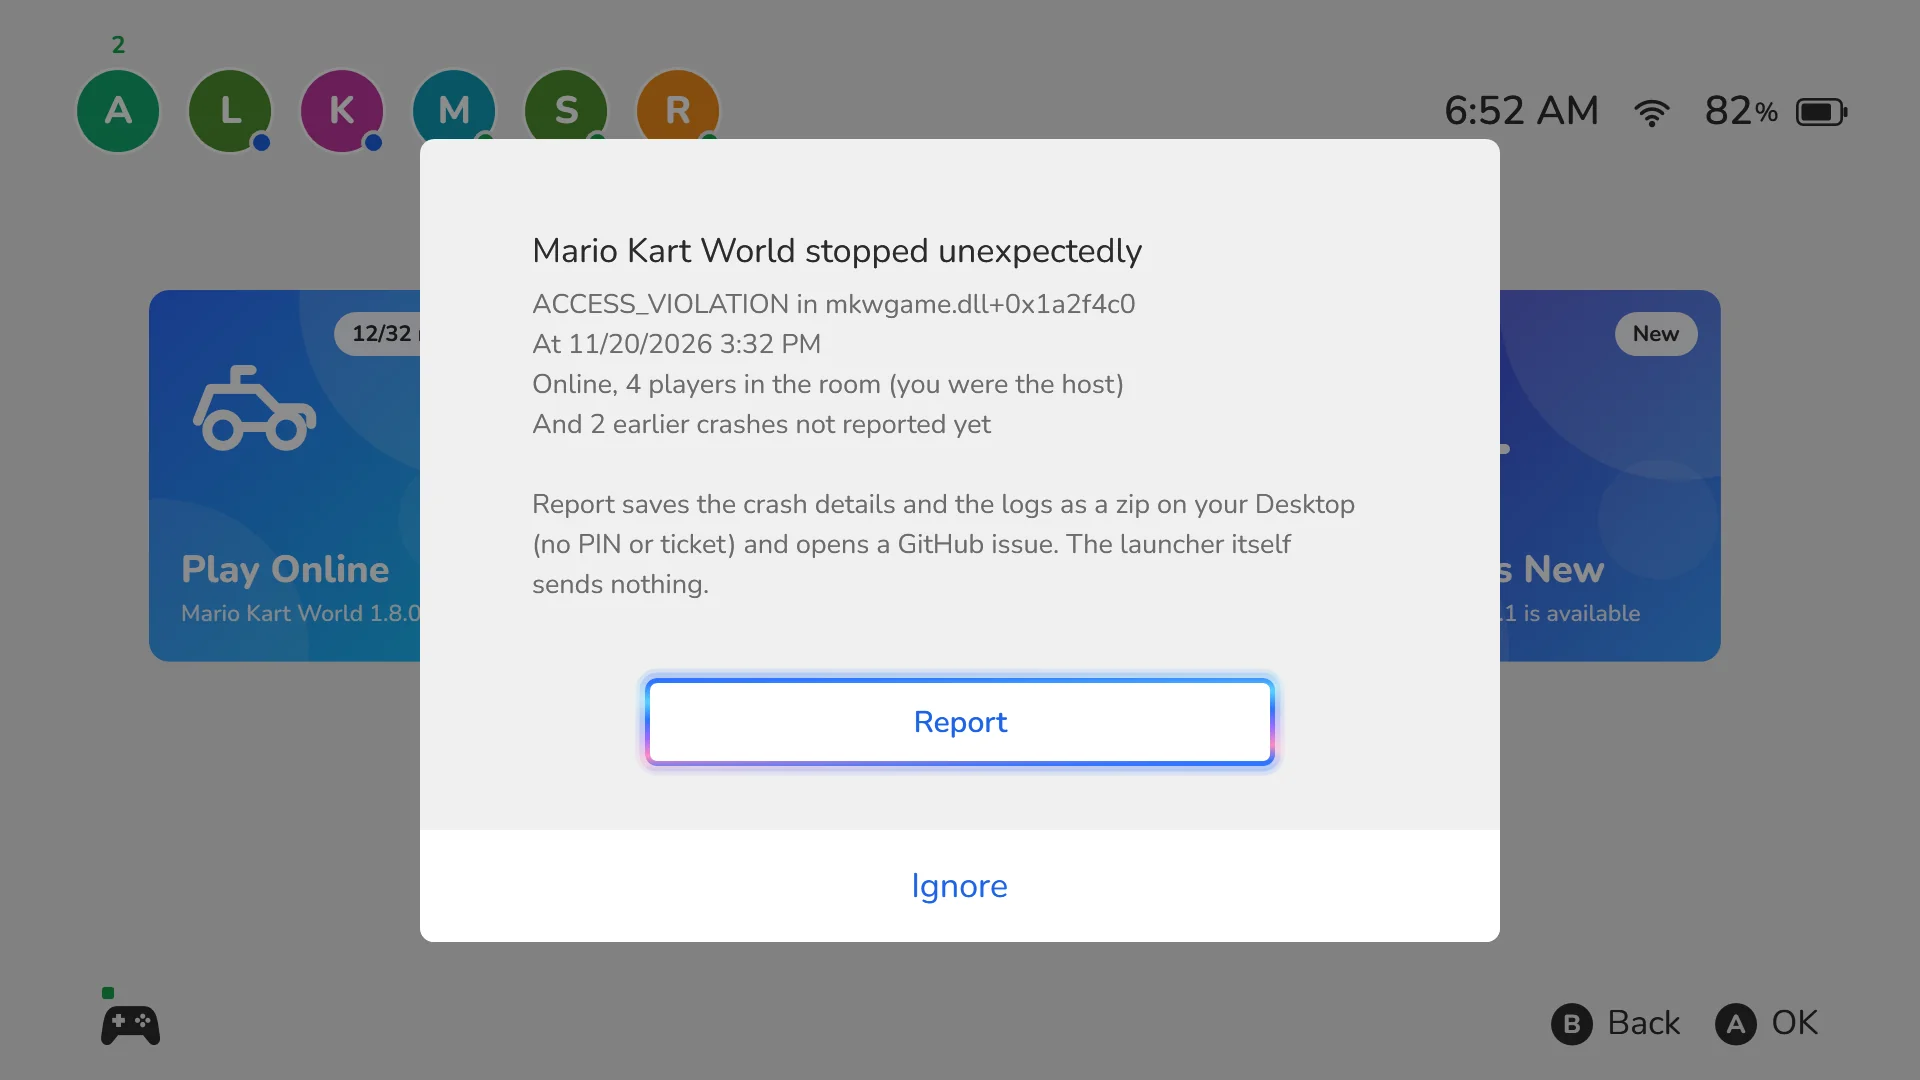 2
A
L
K
M
S
R
6:52 AM
82%
Mario Kart World stopped unexpectedly
ACCESS_VIOLATION in mkwgame.dll+0x1a2f4c0
At 11/20/2026 3:32 PM
Online, 4 players in the room (you were the host)
And 2 earlier crashes not reported yet
Report saves the crash details and the logs as a zip on your Desktop
(no PIN or ticket) and opens a GitHub issue. The launcher itself
sends nothing.
Report
Ignore
12/32
Play Online
Mario Kart World 1.8.0
New
s New
.1 is available
B Back
A OK